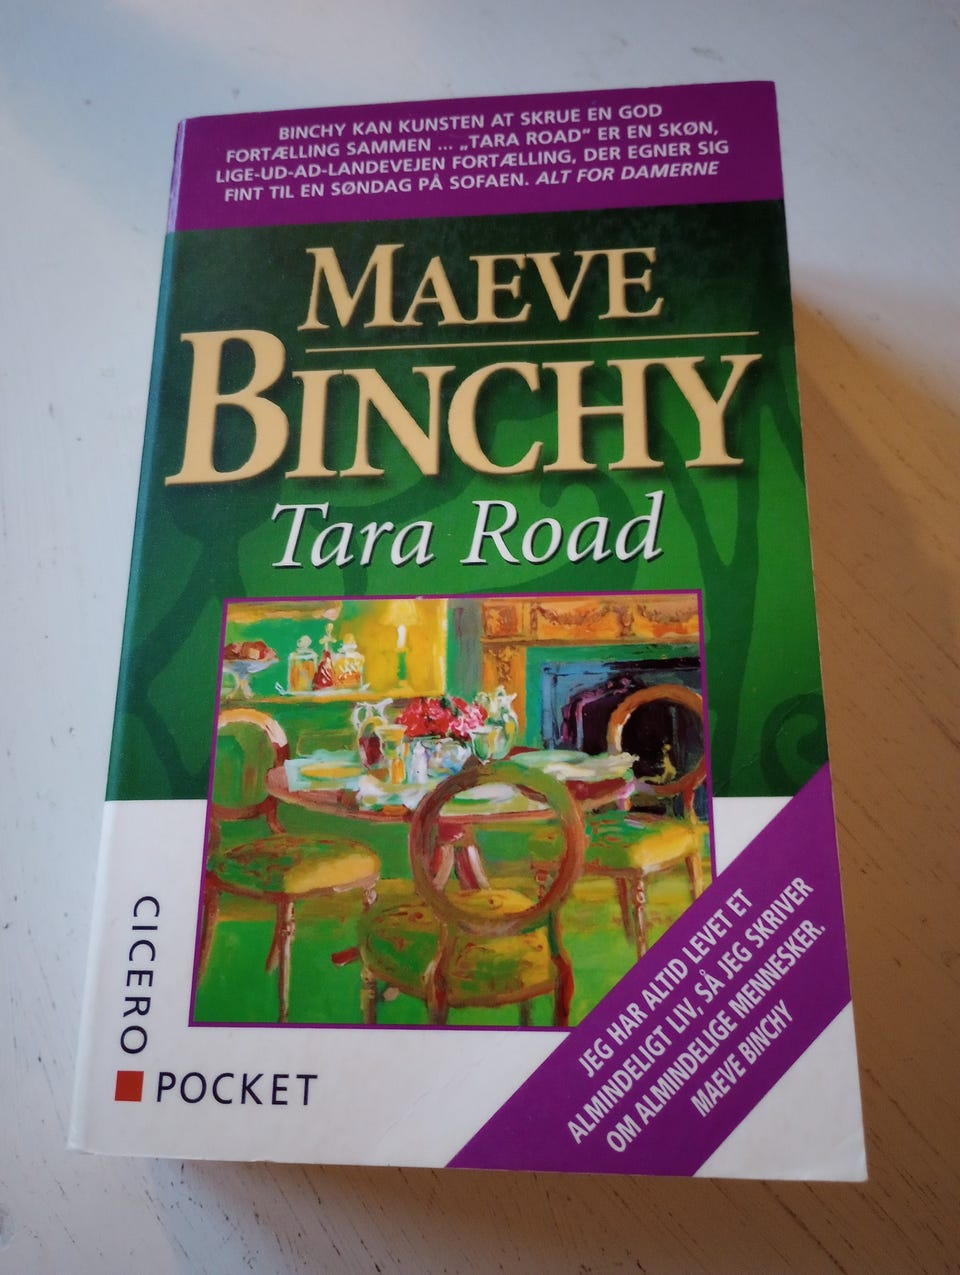 BINCHY KAN KUNSTEN AT SKRUE EN GOD
FORTÆLLING SAMMEN ... „TARA ROAD" ER EN SKØN,
LIGE-UD-AD-LANDEVEJEN FORTÆLLING, DER EGNER SIG
FINT TIL EN SØNDAG PÅ SOFAEN. ALT FOR DAMERNE
MAEVE
BINCHY
Tara Road
CICERO
POCKET
JEG HAR ALTID LEVET ET
ALMINDELIGT LIV, SÅ JEG SKRIVER
OM ALMINDELIGE MENNESKER.
MAEVE BINCHY